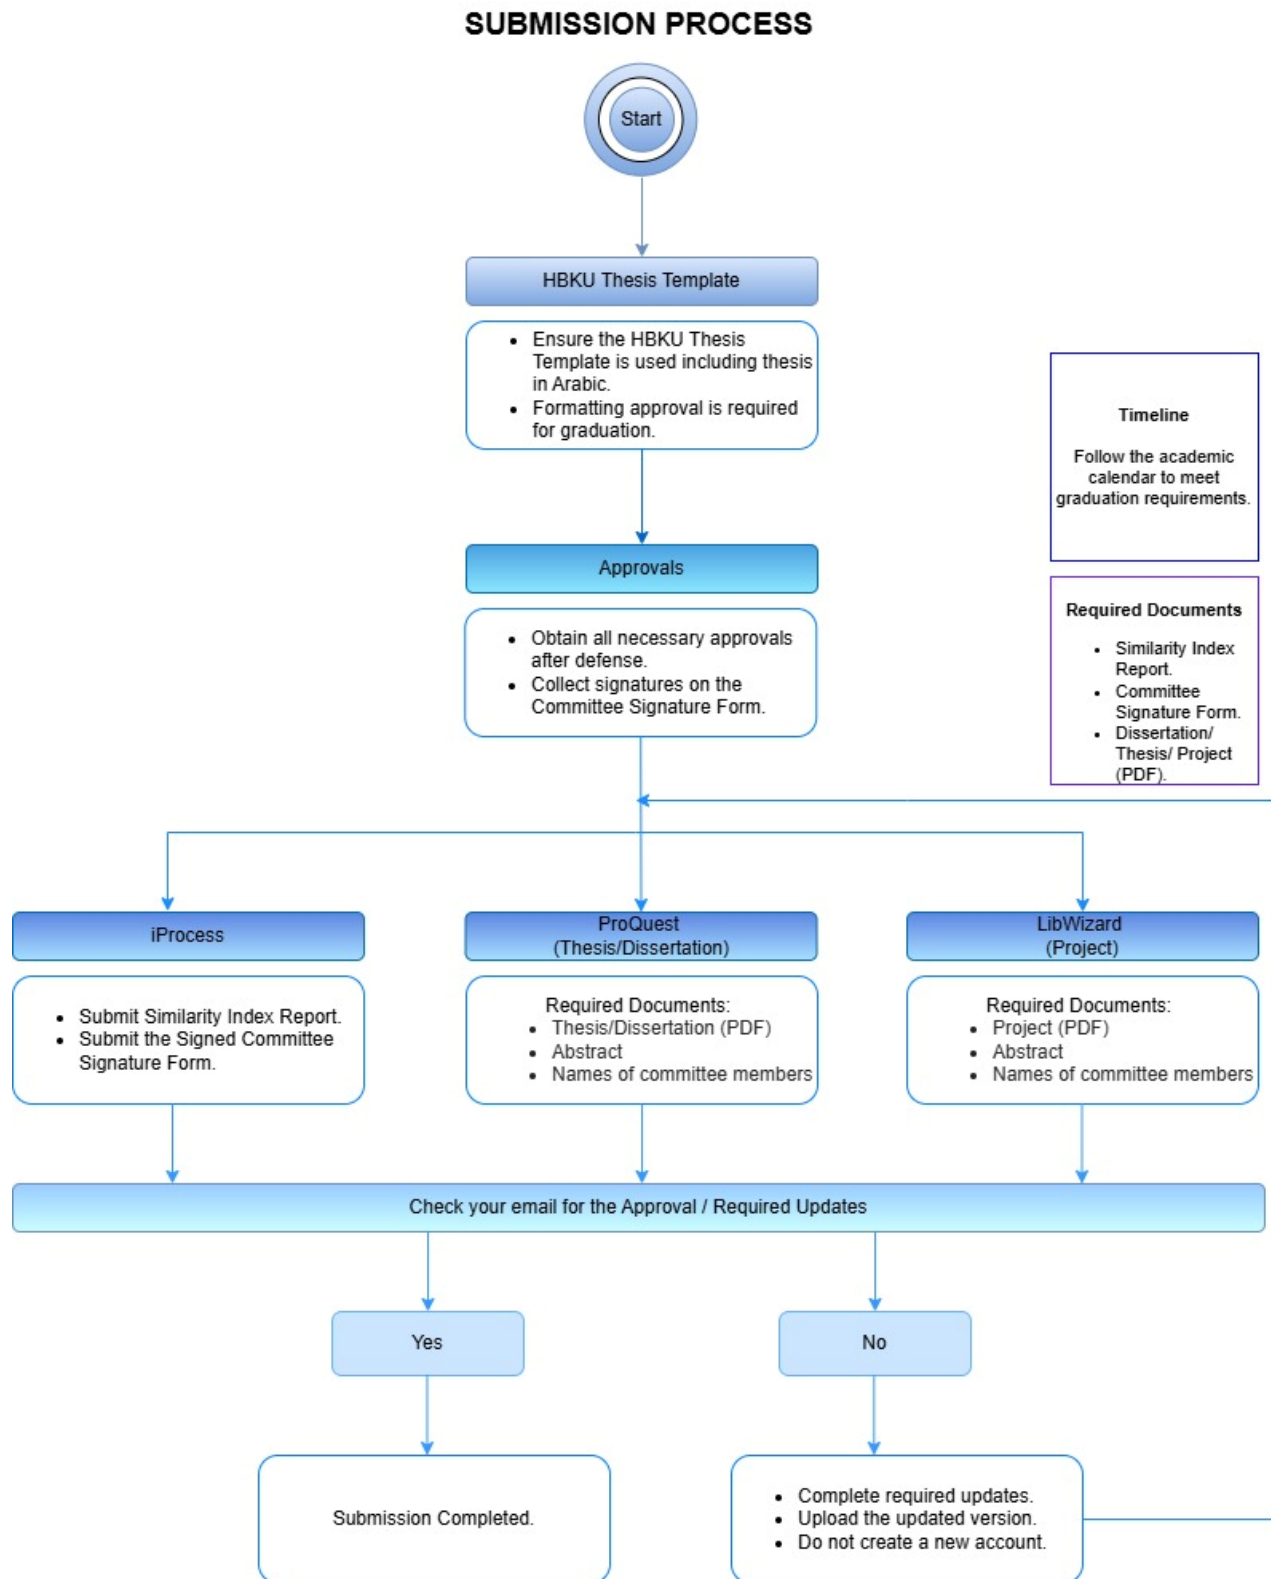 SUBMISSION PROCESS
Start
HBKU Thesis Template
• Ensure the HBKU Thesis
Template is used including thesis
in Arabic.
• Formatting approval is required
for graduation.
Timeline
Follow the academic
calendar to meet
graduation requirements.
Approvals
• Obtain all necessary approvals
after defense.
• Collect signatures on the
Committee Signature Form.
Required Documents
• Similarity Index
Report.
• Committee
Signature Form.
• Dissertation/
Thesis/ Project
(PDF).
iProcess
• Submit Similarity Index Report.
• Submit the Signed Committee
Signature Form.
ProQuest
(Thesis/Dissertation)
Required Documents:
• Thesis/Dissertation (PDF)
• Abstract
• Names of committee members
LibWizard
(Project)
Required Documents:
• Project (PDF)
• Abstract
• Names of committee members
Check your email for the Approval / Required Updates
Yes
No
Submission Completed.
• Complete required updates.
• Upload the updated version.
• Do not create a new account.